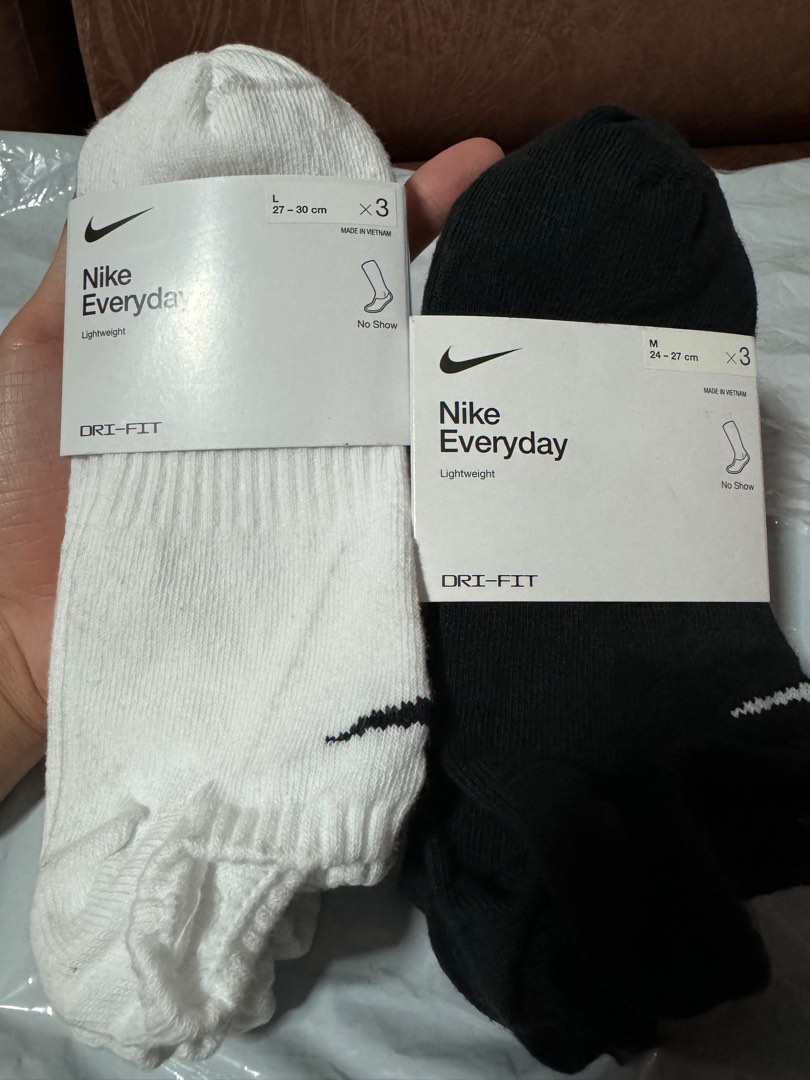 L
27 – 30 cm
×3
MADE IN VIETNAM
Nike
Everyday
Lightweight
No Show
DRI-FIT
M
24 – 27 cm
×3
MADE IN VIETNAM
Nike
Everyday
Lightweight
No Show
DRI-FIT